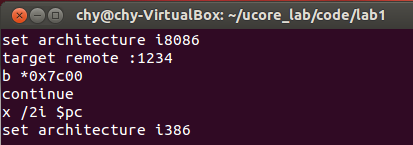 chy@chy-VirtualBox: ~/ucore_lab/code/lab1
set architecture i8086
target remote :1234
b *0x7c00
continue
x /2i $pc
set architecture i386